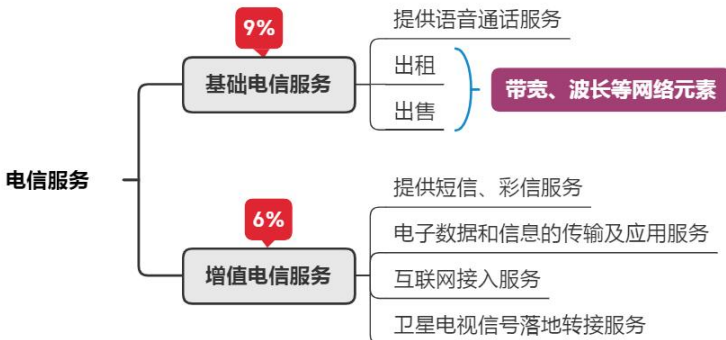 电信服务
9%
基础电信服务
提供语音通话服务
出租
出售
带宽、波长等网络元素
6%
增值电信服务
提供短信、彩信服务
电子数据和信息的传输及应用服务
互联网接入服务
卫星电视信号落地转接服务